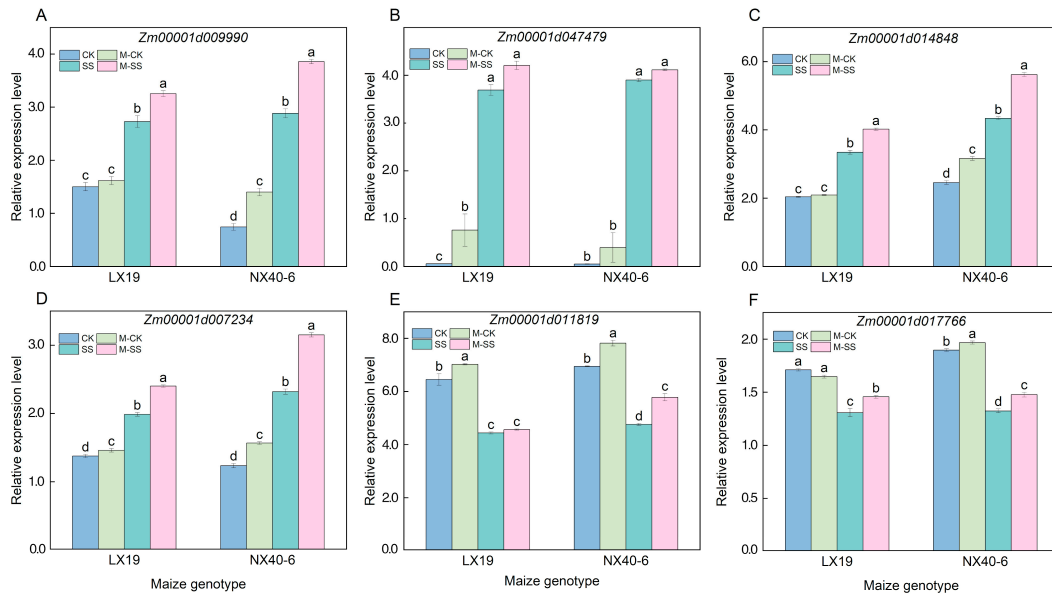 A
Zm00001d009990
CK M-CK
SS M-SS
Relative expression level
4.0
3.0
2.0
1.0
0.0
c c b a
d c b a
LX19 NX40-6
B
Zm00001d047479
CK M-CK
SS M-SS
Relative expression level
4.0
3.0
2.0
1.0
0.0
c b a a
b b a a
LX19 NX40-6
C
Zm00001d014848
CK M-CK
SS M-SS
Relative expression level
6.0
4.0
2.0
0.0
c c b a
d c b a
LX19 NX40-6
D
Zm00001d007234
CK M-CK
SS M-SS
Relative expression level
3.0
2.0
1.0
0.0
d c b a
d c b a
LX19 NX40-6
Maize genotype
E
Zm00001d011819
CK M-CK
SS M-SS
Relative expression level
8.0
6.0
4.0
2.0
0.0
b a c c
b a d c
LX19 NX40-6
Maize genotype
F
Zm00001d017766
CK M-CK
SS M-SS
Relative expression level
2.0
1.5
1.0
0.5
0.0
a a c b
b a d c
LX19 NX40-6
Maize genotype